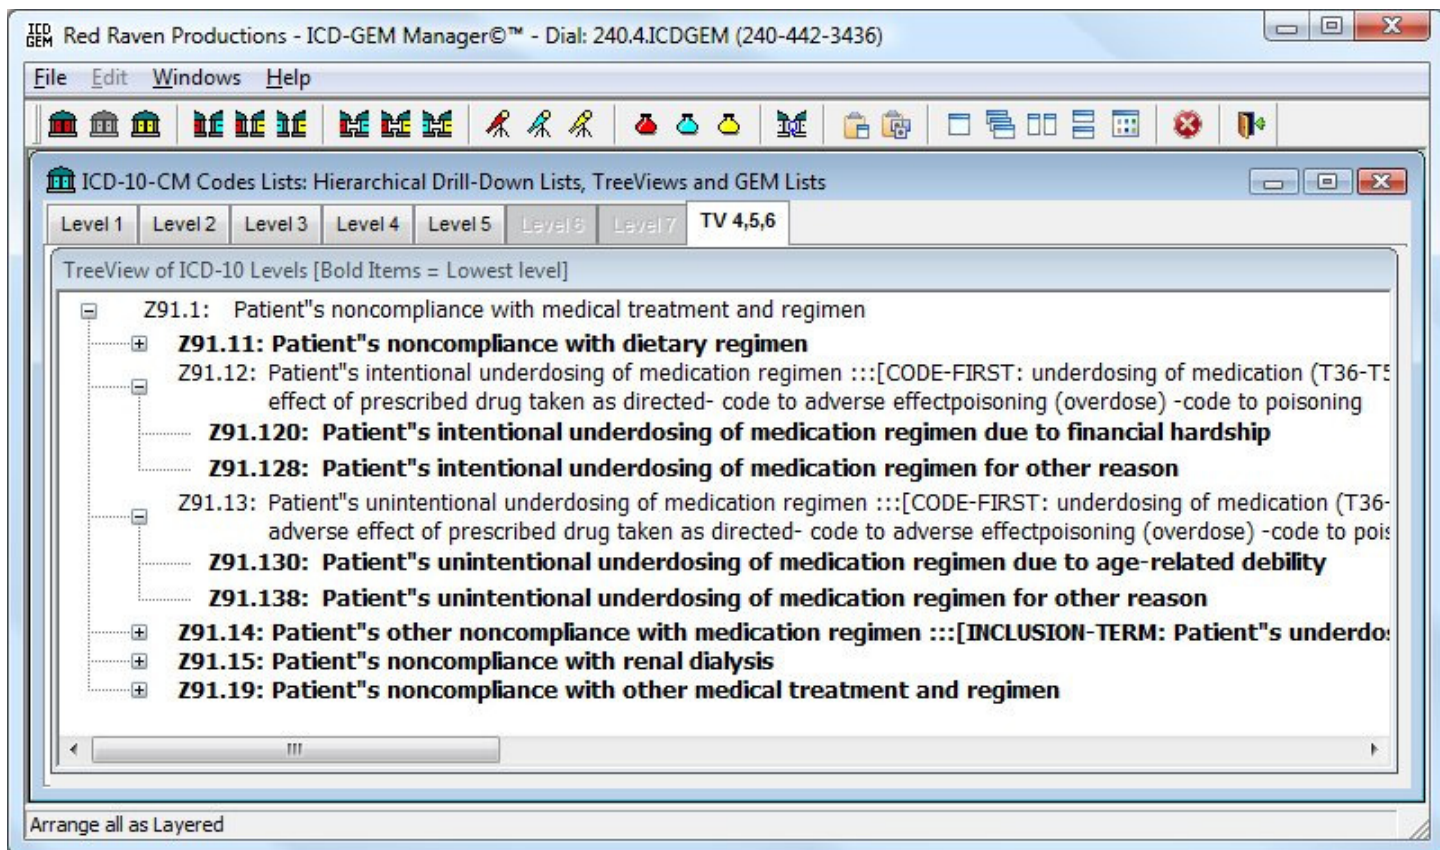 ICD GEM Red Raven Productions - ICD-GEM Manager©™ - Dial: 240.4.ICDGEM (240-442-3436)
File Edit Windows Help
ICD-10-CM Codes Lists: Hierarchical Drill-Down Lists, TreeViews and GEM Lists
Level 1 Level 2 Level 3 Level 4 Level 5 Level 6 Level 7 TV 4,5,6
TreeView of ICD-10 Levels [Bold Items = Lowest level]
Z91.1: Patient"s noncompliance with medical treatment and regimen
Z91.11: Patient"s noncompliance with dietary regimen
Z91.12: Patient"s intentional underdosing of medication regimen :::[CODE-FIRST: underdosing of medication (T36-T5
effect of prescribed drug taken as directed- code to adverse effectpoisoning (overdose) -code to poisoning
Z91.120: Patient"s intentional underdosing of medication regimen due to financial hardship
Z91.128: Patient"s intentional underdosing of medication regimen for other reason
Z91.13: Patient"s unintentional underdosing of medication regimen :::[CODE-FIRST: underdosing of medication (T36-
adverse effect of prescribed drug taken as directed- code to adverse effectpoisoning (overdose) -code to pois
Z91.130: Patient"s unintentional underdosing of medication regimen due to age-related debility
Z91.138: Patient"s unintentional underdosing of medication regimen for other reason
Z91.14: Patient"s other noncompliance with medication regimen :::[INCLUSION-TERM: Patient"s underdos
Z91.15: Patient"s noncompliance with renal dialysis
Z91.19: Patient"s noncompliance with other medical treatment and regimen
Arrange all as Layered